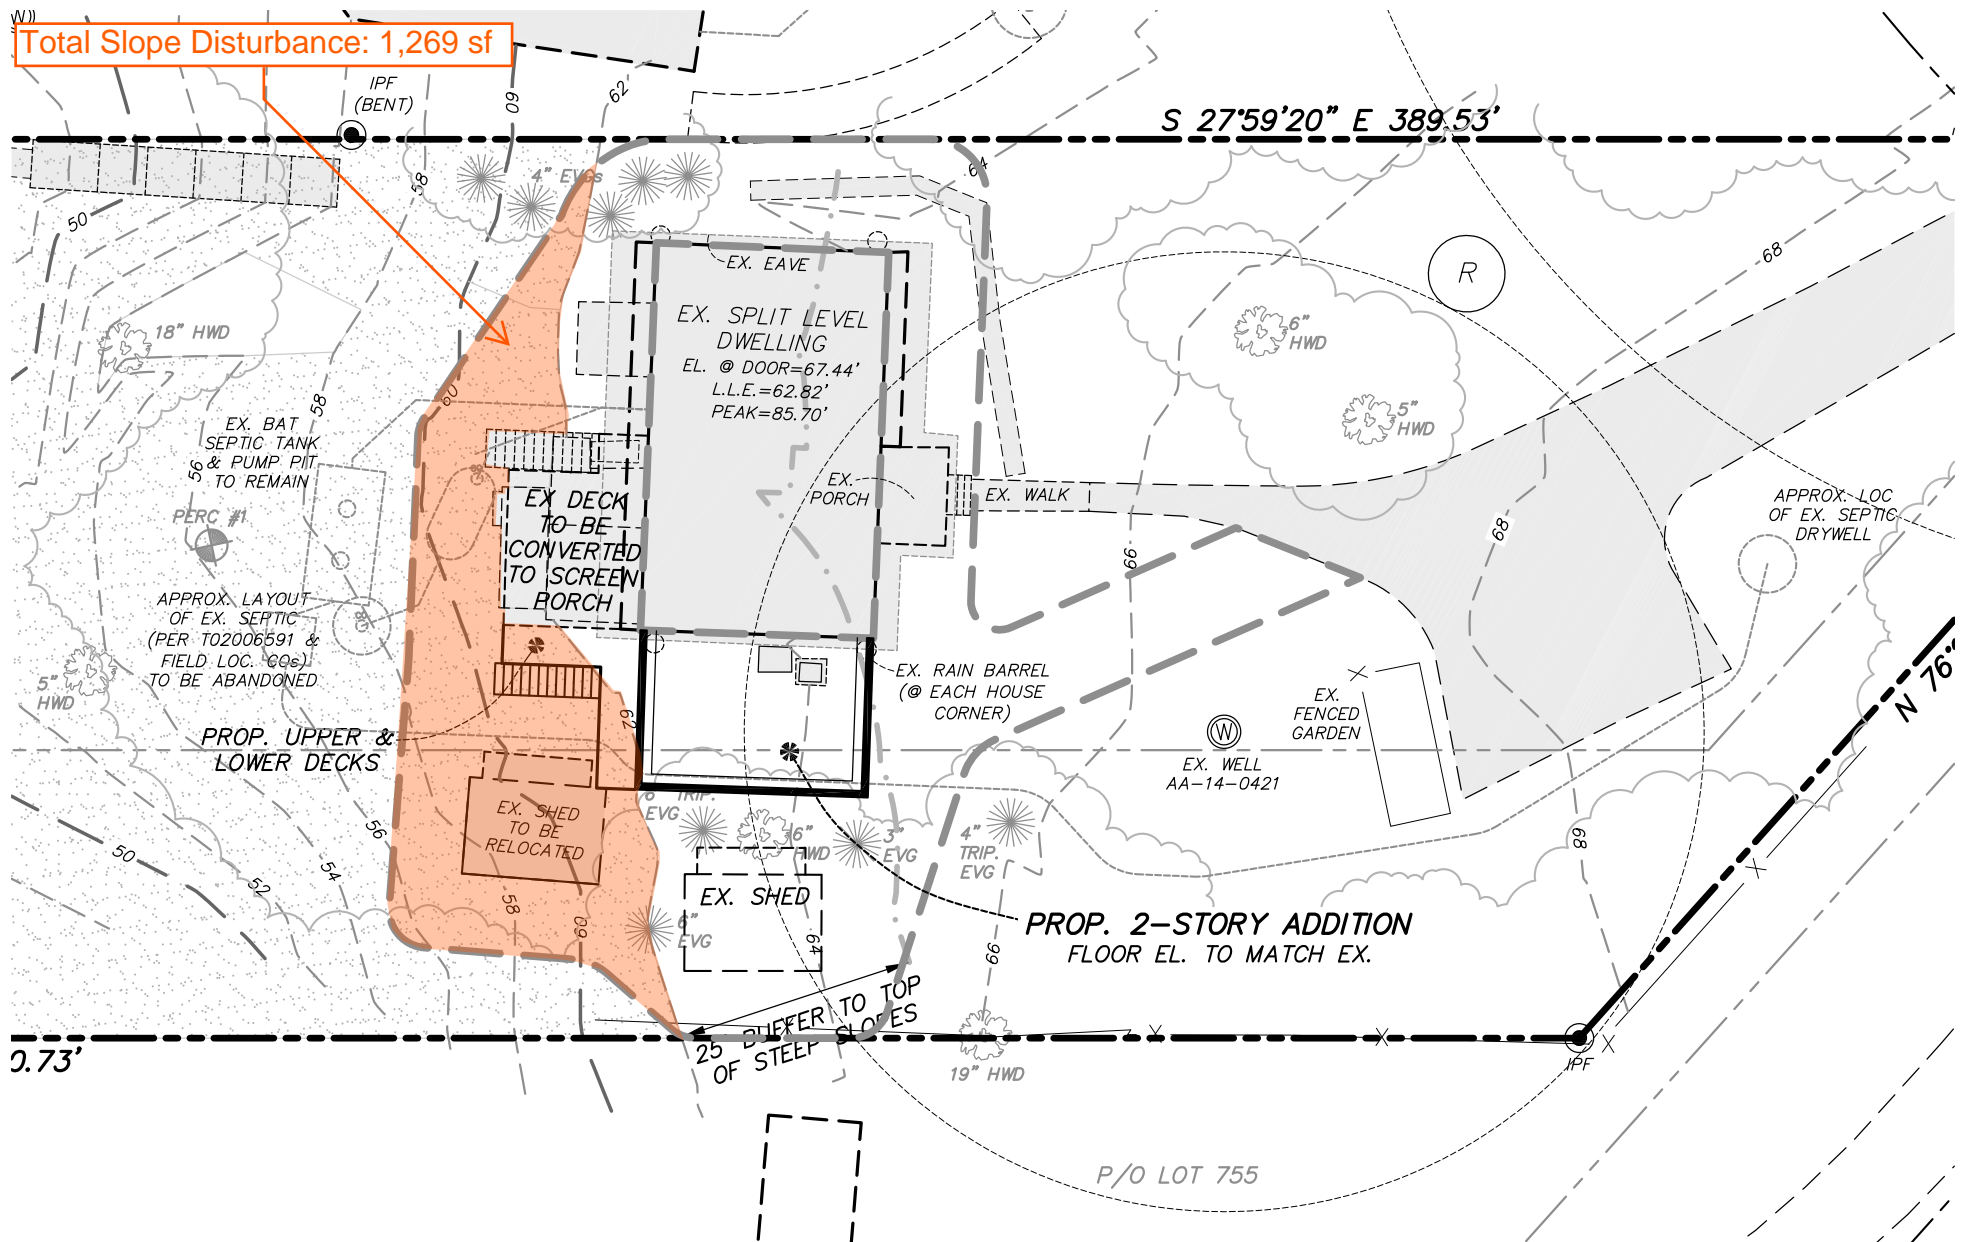 W)
Total Slope Disturbance: 1,269 sf
IPF
(BENT)
60
62
S 27°59'20" E 389.53'
58
4" EVGs
64
50
EX. EAVE
68
R
18" HWD
EX. SPLIT LEVEL
DWELLING
EL. @ DOOR=67.44'
L.L.E.=62.82'
PEAK=85.70'
6"
HWD
60
58
5"
HWD
EX. BAT
SEPTIC TANK
& PUMP PIT
TO REMAIN
56
EX DECK
TO BE
CONVERTED
TO SCREEN
PORCH
EX.
PORCH
EX. WALK
APPROX. LOC
OF EX. SEPTIC
DRYWELL
PERC #1
68
66
APPROX. LAYOUT
OF EX. SEPTIC
(PER T02006591 &
FIELD LOC. COs)
TO BE ABANDONED
5"
HWD
EX. RAIN BARREL
(@ EACH HOUSE
CORNER)
EX.
FENCED
GARDEN
N 76°
62
PROP. UPPER &
LOWER DECKS
W
EX. WELL
AA-14-0421
EX. SHED
TO BE
RELOCATED
6" TRIP.
EVG
6"
HWD
3"
EVG
4"
TRIP.
EVG
56
50
54
52
68
EX. SHED
58
60
6"
EVG
64
66
PROP. 2-STORY ADDITION
FLOOR EL. TO MATCH EX.
25' BUFFER TO TOP
OF STEEP SLOPES
0.73'
19" HWD
IPF
P/O LOT 755